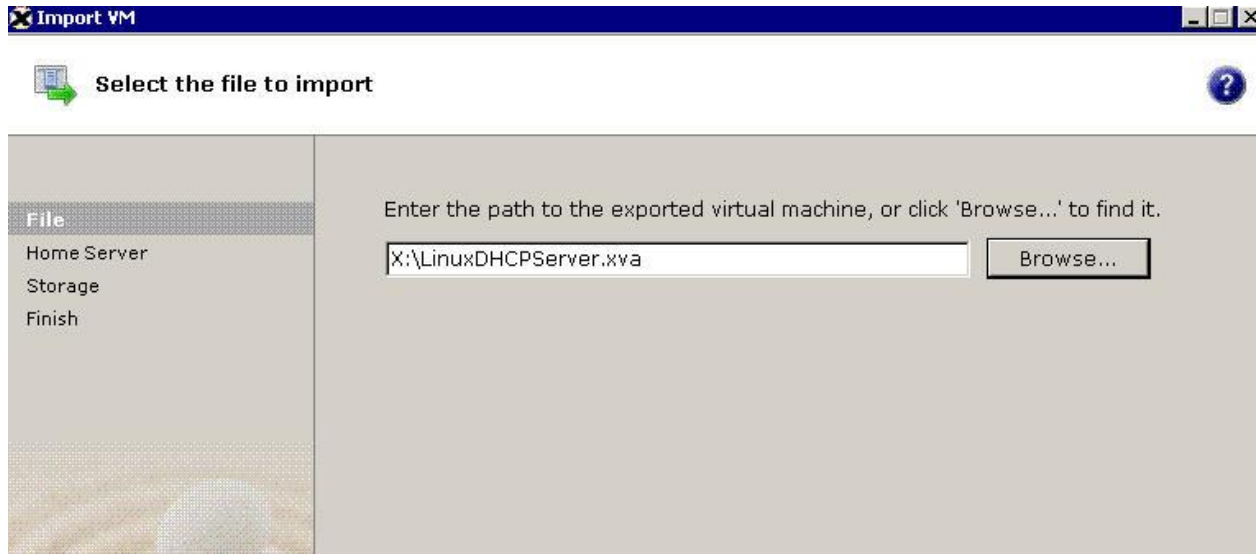 Import VM
Select the file to import
?
File
Home Server
Storage
Finish
Enter the path to the exported virtual machine, or click 'Browse...' to find it.
X:\LinuxDHCPServer.xva
Browse...